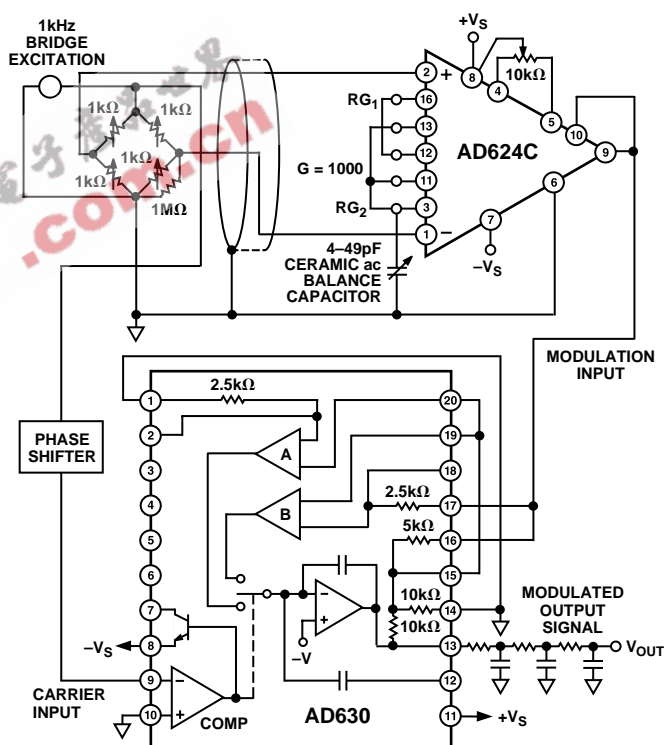 1kHz
BRIDGE
EXCITATION
1kΩ
1kΩ
1kΩ
1kΩ
1MΩ
.com.cn
2
+
16
RG1
13
12
G = 1000
11
RG2
3
1
–
+VS
8
10kΩ
4
5
10
9
AD624C
6
7
–VS
4–49pF
CERAMIC ac
BALANCE
CAPACITOR
MODULATION
INPUT
PHASE
SHIFTER
1
2.5kΩ
2
3
4
5
6
7
–VS
8
CARRIER
INPUT
9
10
–
+
COMP
A
B
–
+
–V
AD630
20
19
18
2.5kΩ
17
5kΩ
16
15
10kΩ
14
10kΩ
13
12
11
+VS
MODULATED
OUTPUT
SIGNAL
VOUT